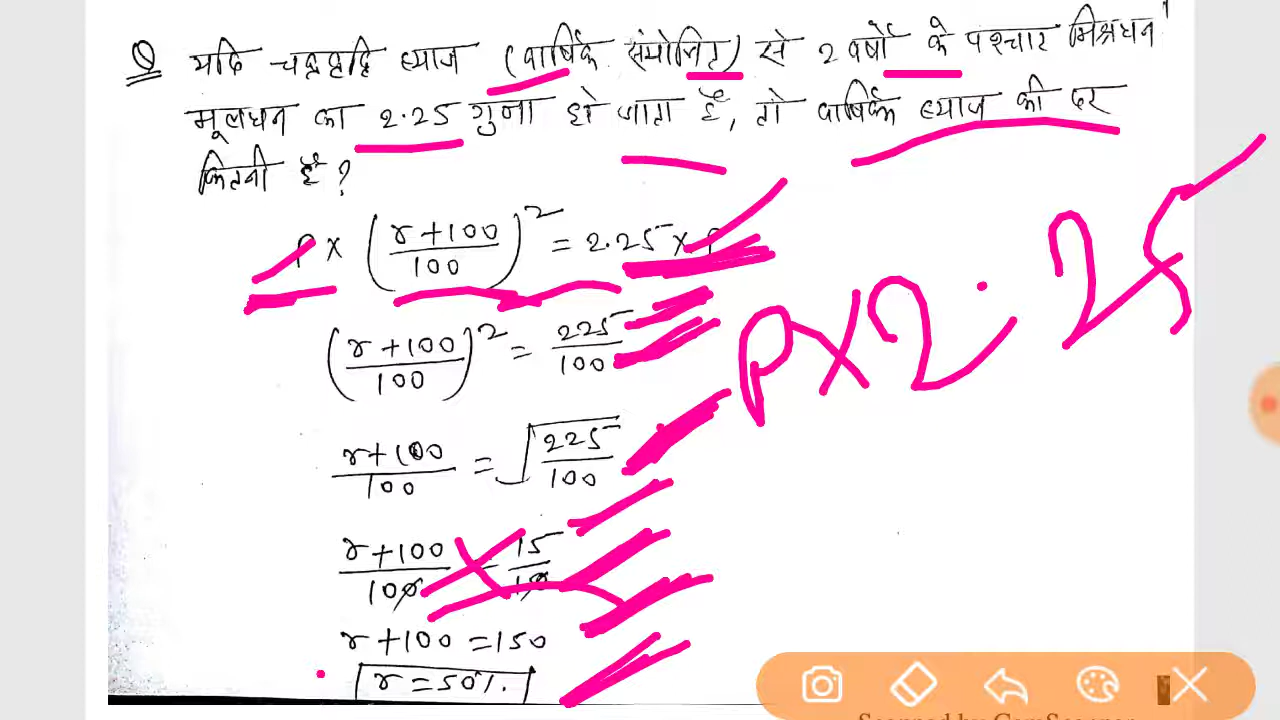 Q यदि चक्रवृद्धि ब्याज (वार्षिक संयोजित) से 2 वर्षो के पश्चात मिश्रधन
मूलधन का 2.25 गुना हो जाता है, तो वार्षिक ब्याज की दर
कितनी है?
P × (r+100/100)² = 2.25 × P
P×2.25
(r+100/100)² = 225/100
r+100/100 = √225/100
r+100/100 = 15/10
r+100 = 150
r = 50%.